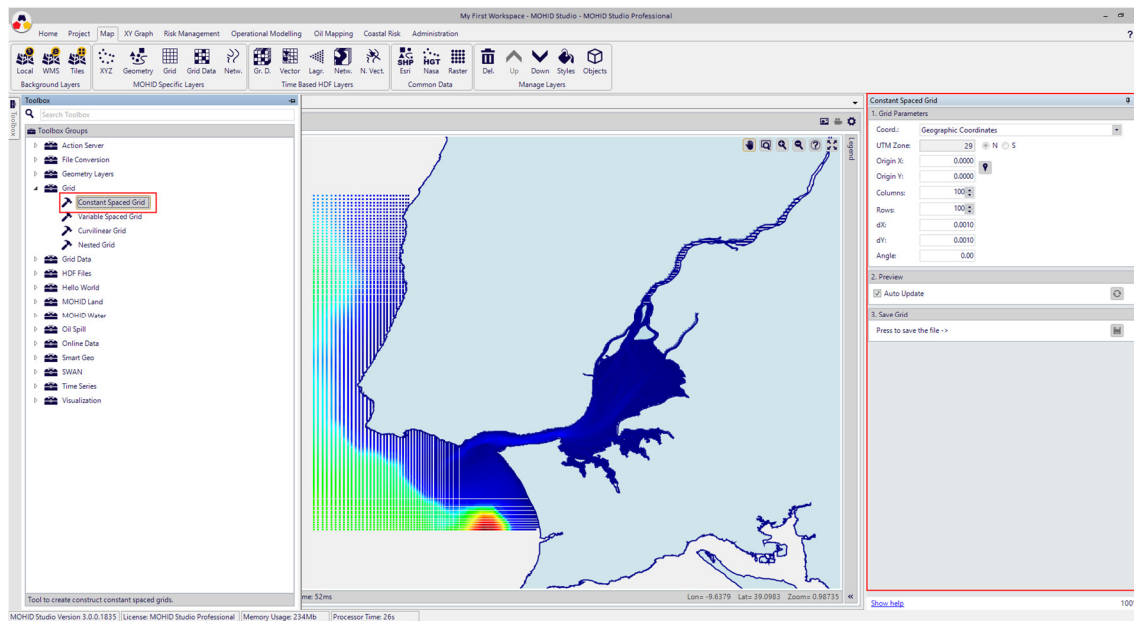 My First Workspace - MOHID Studio - MOHID Studio Professional
Home Project Map XY Graph Risk Management Operational Modelling Oil Mapping Coastal Risk Administration ?
SHP HGT
Local WMS Tiles XYZ Geometry Grid Grid Data Netw. Gr. D. Vector Lagr. Netw. N. Vect. Esri Nasa Raster Del. Up Down Styles Objects
Background Layers MOHID Specific Layers Time Based HDF Layers Common Data Manage Layers
Toolbox
Toolbox
Search Toolbox
Toolbox Groups
Action Server
File Conversion
Geometry Layers
Grid
Constant Spaced Grid
Variable Spaced Grid
Curvilinear Grid
Nested Grid
Grid Data
HDF Files
Hello World
MOHID Land
MOHID Water
Oil Spill
Online Data
Smart Geo
SWAN
Time Series
Visualization
Tool to create construct constant spaced grids.
Legend
me: 52ms Lon= -9.6379 Lat= 39.0983 Zoom= 0.98735
Constant Spaced Grid
1. Grid Parameters
Coord.: Geographic Coordinates
UTM Zone: 29 N S
Origin X: 0.0000
Origin Y: 0.0000
Columns: 100
Rows: 100
dX: 0.0010
dY: 0.0010
Angle: 0.00
2. Preview
Auto Update
3. Save Grid
Press to save the file ->
Show help 100%
MOHID Studio Version 3.0.0.1835 License: MOHID Studio Professional Memory Usage: 234Mb Processor Time: 26s